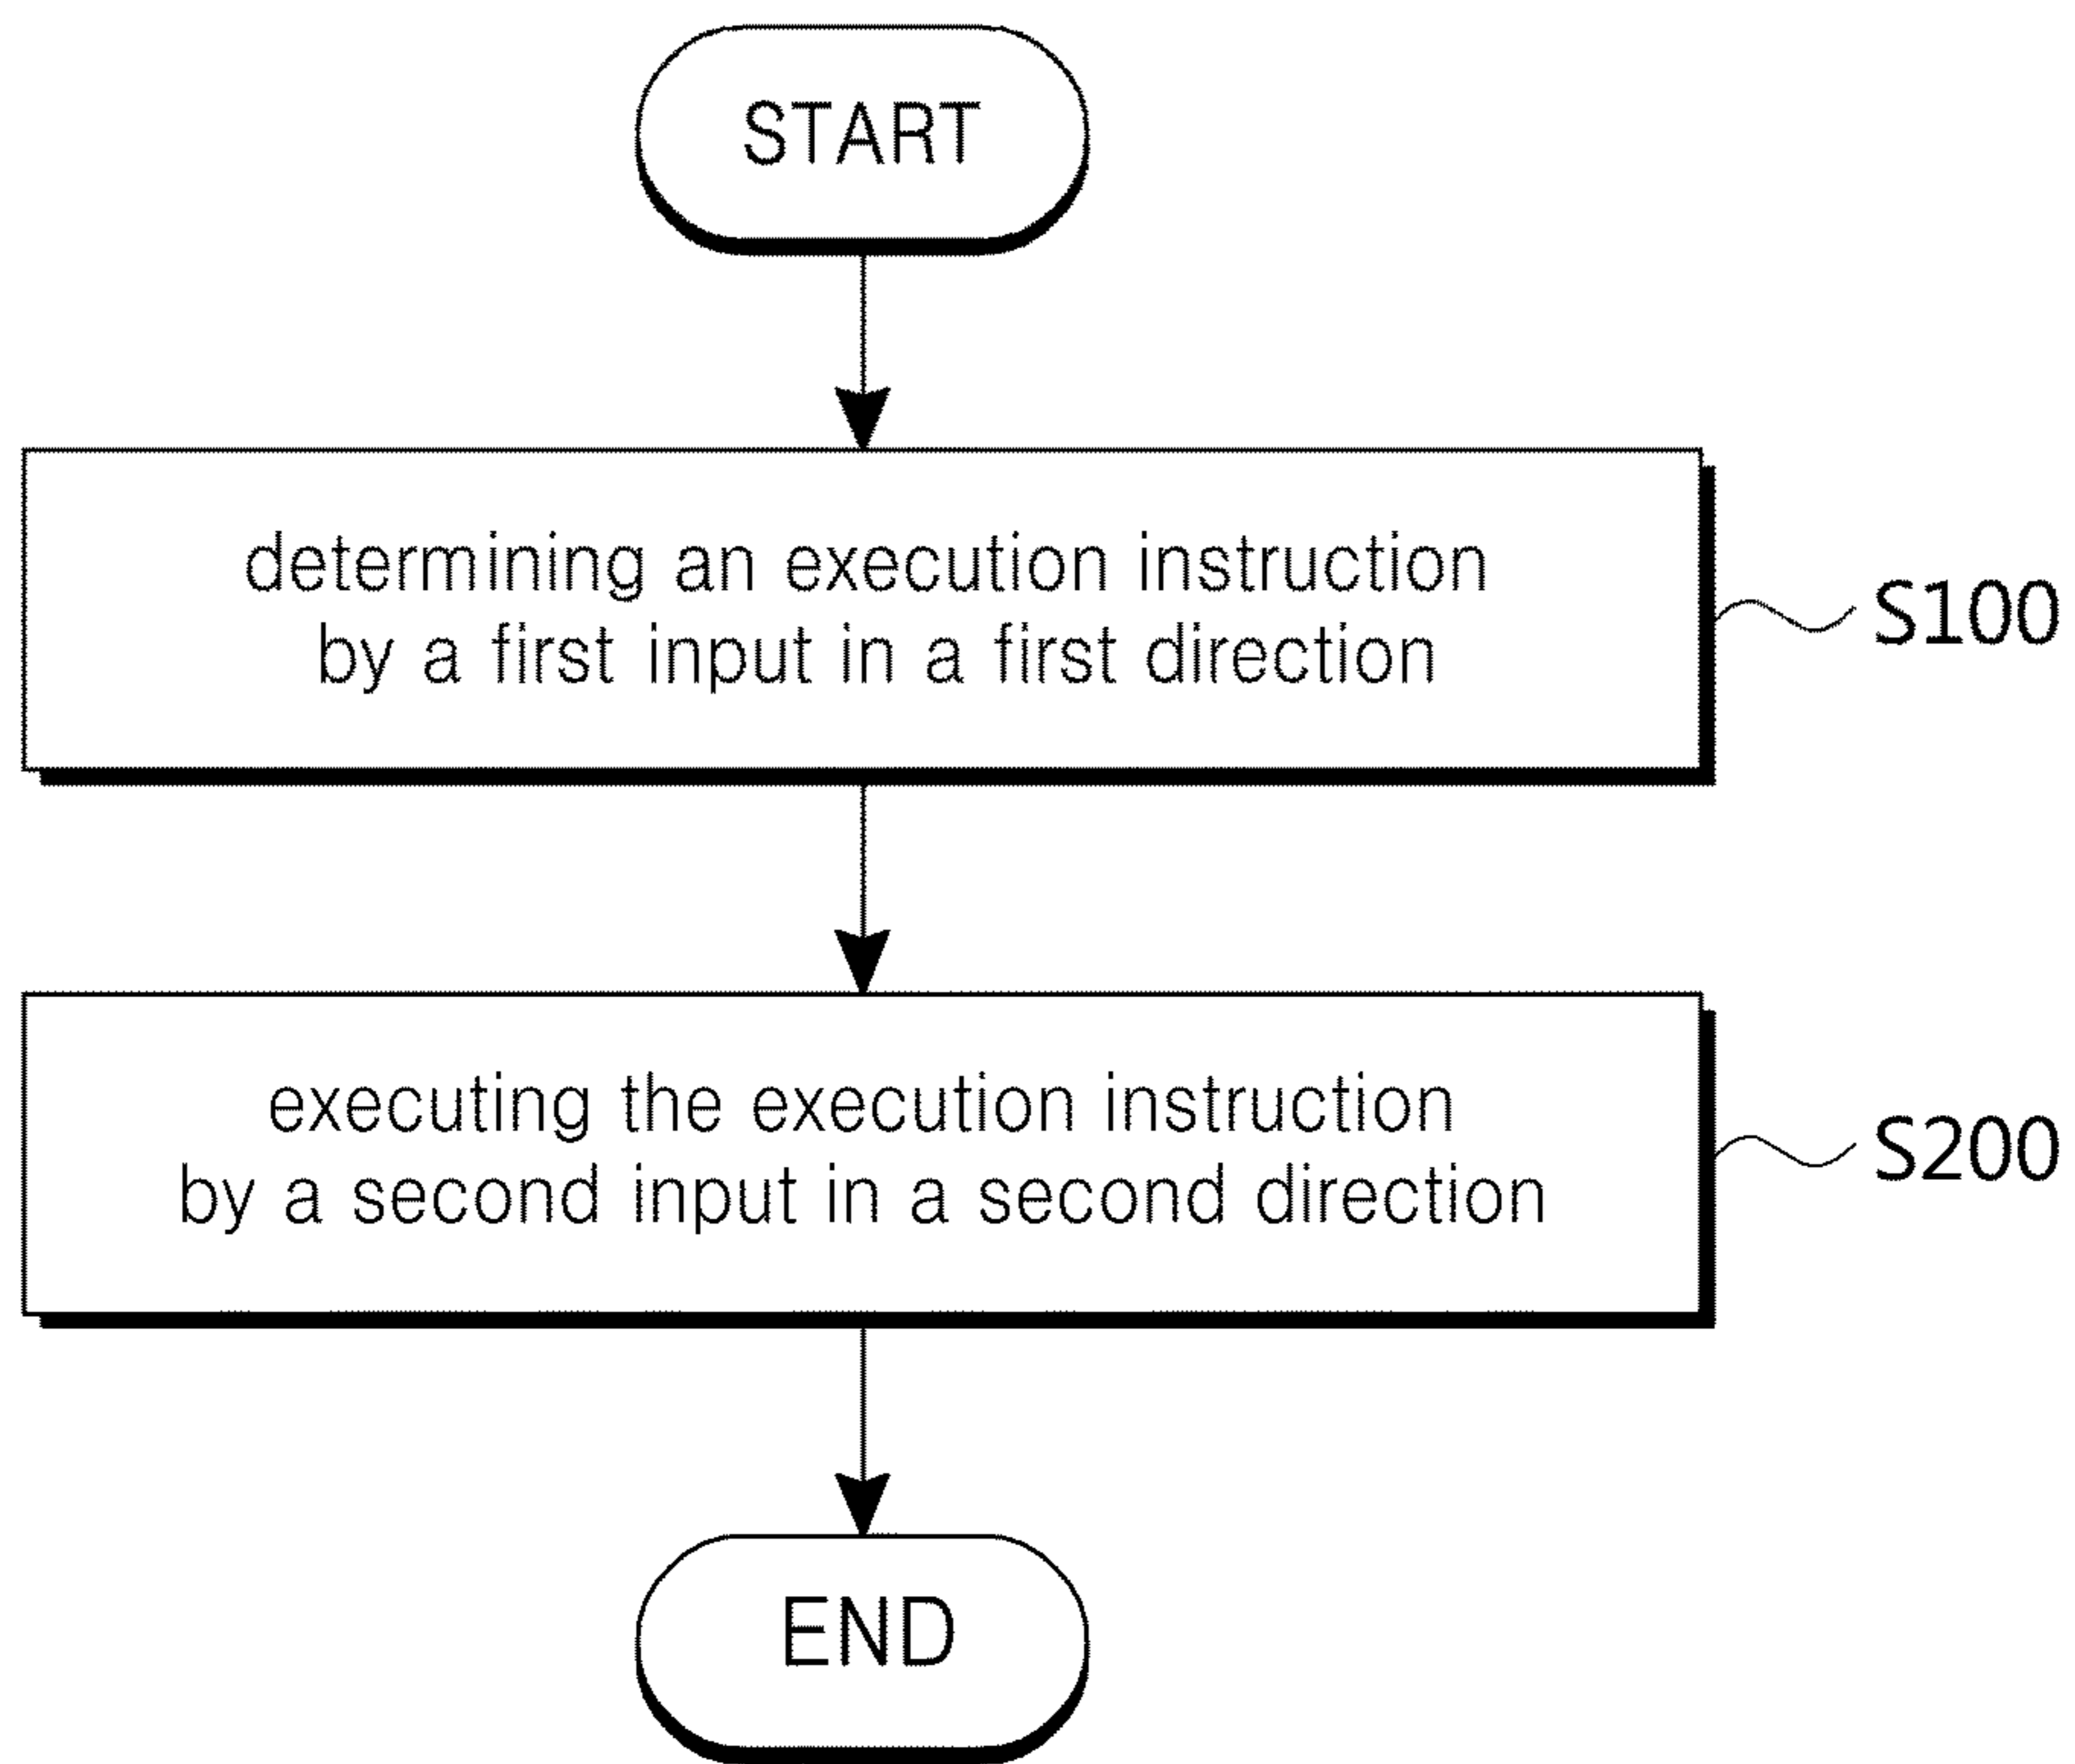 START
determining an execution instruction
by a first input in a first direction
S100
executing the execution instruction
by a second input in a second direction
S200
END